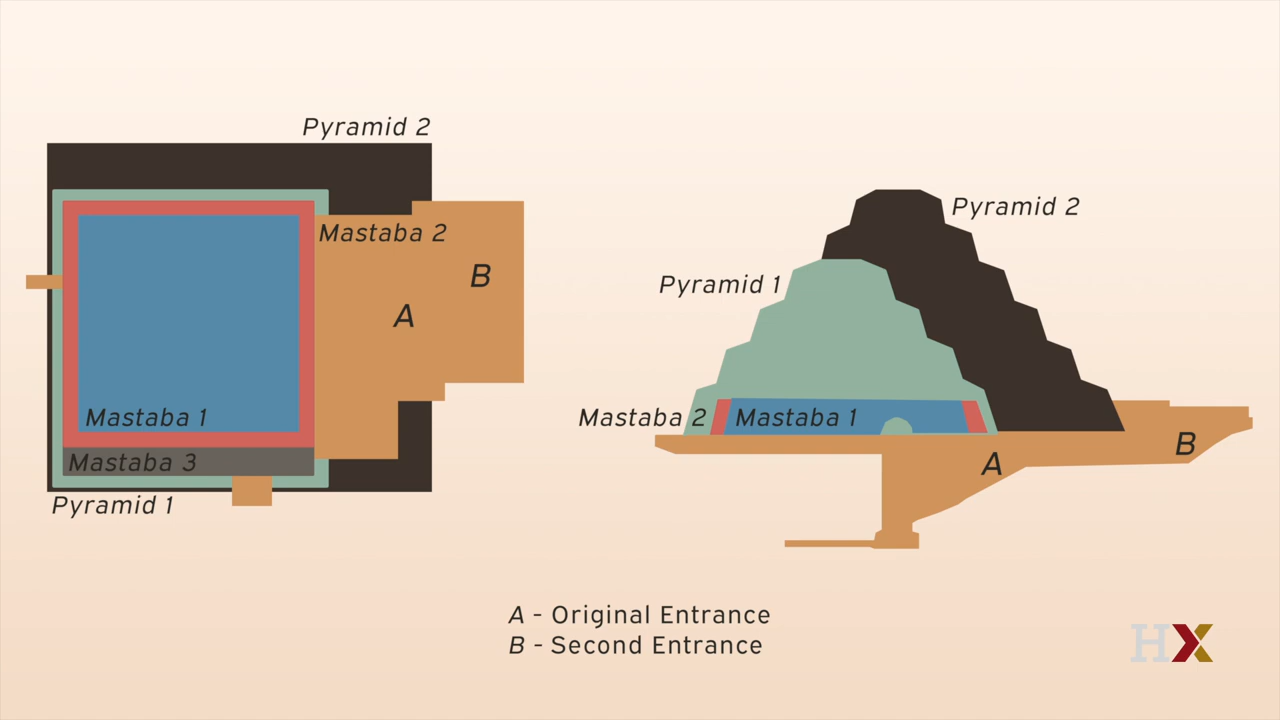 Pyramid 2
Mastaba 2
B
A
Mastaba 1
Mastaba 3
Pyramid 1
Pyramid 2
Pyramid 1
Mastaba 2
Mastaba 1
A
B
A - Original Entrance
B - Second Entrance
HX